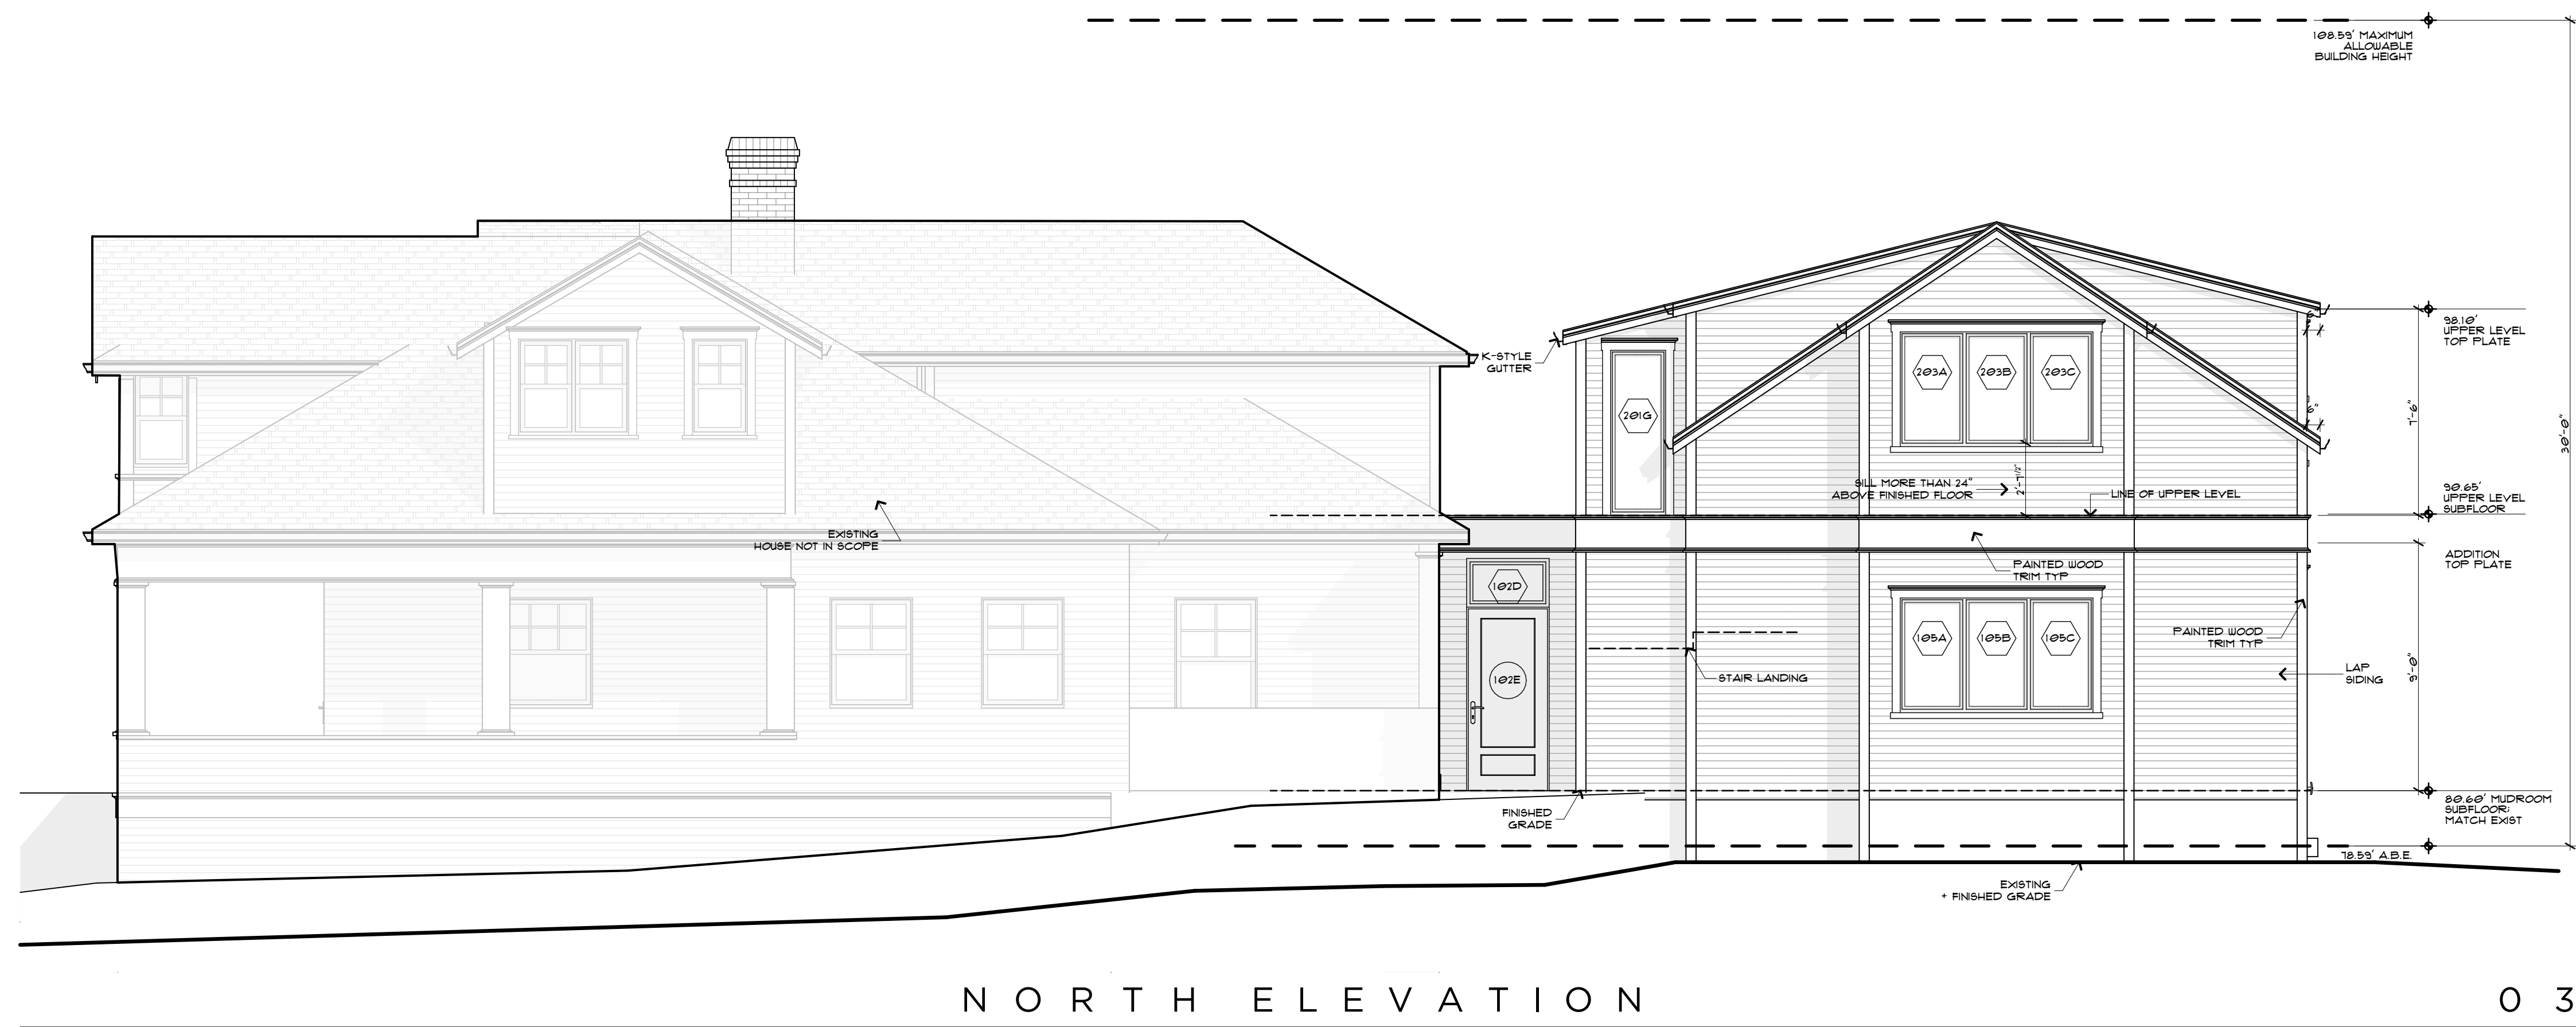 108.59' MAXIMUM
ALLOWABLE
BUILDING HEIGHT
K-STYLE
GUTTER
98.10'
UPPER LEVEL
TOP PLATE
203A
203B
203C
201G
6"
6"
7'-6"
30'-0"
SILL MORE THAN 24"
ABOVE FINISHED FLOOR
2'-7 1/2"
LINE OF UPPER LEVEL
90.65'
UPPER LEVEL
SUBFLOOR
EXISTING
HOUSE NOT IN SCOPE
PAINTED WOOD
TRIM TYP
ADDITION
TOP PLATE
102D
105A
105B
105C
PAINTED WOOD
TRIM TYP
102E
STAIR LANDING
LAP
SIDING
9'-0"
FINISHED
GRADE
80.60' MUDROOM
SUBFLOOR;
MATCH EXIST
78.59' A.B.E.
EXISTING
+ FINISHED GRADE
NORTH ELEVATION
03